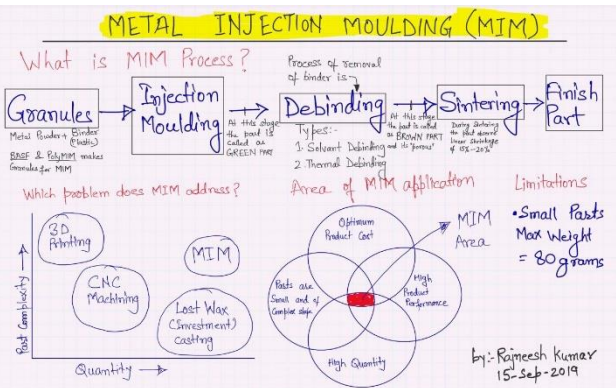 METAL INJECTION MOULDING (MIM)
What is MIM Process?
Process of removal
of binder is
Granules
Injection
Moulding
Debinding
Sintering
Finish
Part
Metal Powder + Binder
(Plastic)
BASF & PolyMIM makes
Granules for MIM
At this stage
the part is
called as
GREEN PART
Types:-
1. Solvant Debinding
2. Thermal Debinding
At this stage
the part is called
as BROWN PART
and its 'porous'
During Sintering
the part
linear shrinkage
of 15%-20%
Which problem does MIM address?
Part Complexity
3D
Printing
CNC
Machining
MIM
Lost Wax
(Investment)
Casting
Quantity
Area of MIM application
Optimum
Product Cost
Parts are
Small and of
Complex shape
High
Product
Performance
High Quantity
MIM
Area
Limitations
• Small Parts
Max Weight
= 80 grams
by:- Rajneesh Kumar
15-Sep-2019